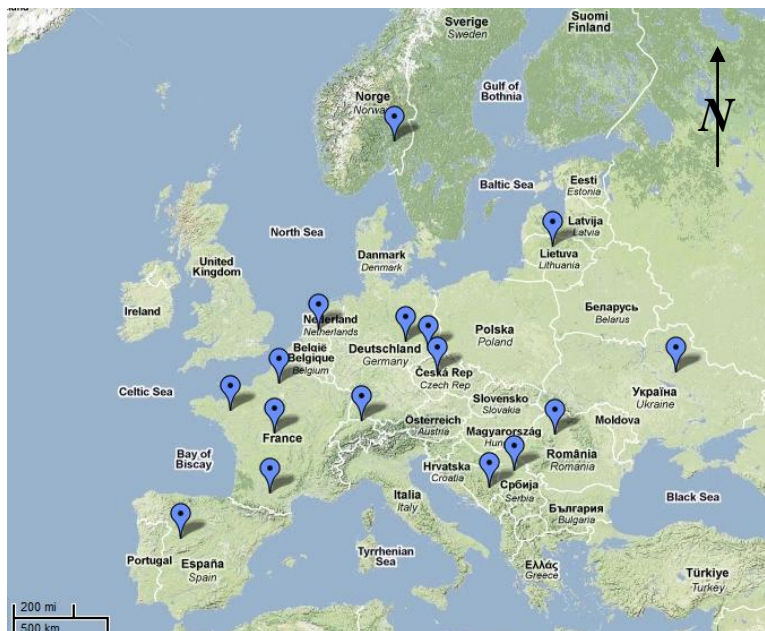 Sverige
Sweden
Suomi
Finland
Norge
Norwa
Gulf of
Bothnia
N
Eesti
Estonia
Baltic Sea
Latvija
Latvia
North Sea
Danmark
Denmark
Lietuva
Lithuania
United
Kingdom
Ireland
Беларусь
Belarus
Nederland
Netherlands
Polska
Poland
België
Belgique
Belgium
Deutschland
Germany
Česká Rep
Czech Rep
Celtic Sea
Україна
Ukraine
Slovensko
Slovakia
Österreich
Austria
Magyarország
Hun
Moldova
France
Bay of
Biscay
Hrvatska
Croatia
România
Romania
Србија
Serbia
Italia
Italy
Black Sea
България
Bulgaria
Portugal
España
Spain
Tyrrhenian
Sea
Ελλάς
Greece
Türkiye
Turkey
200 mi
500 km